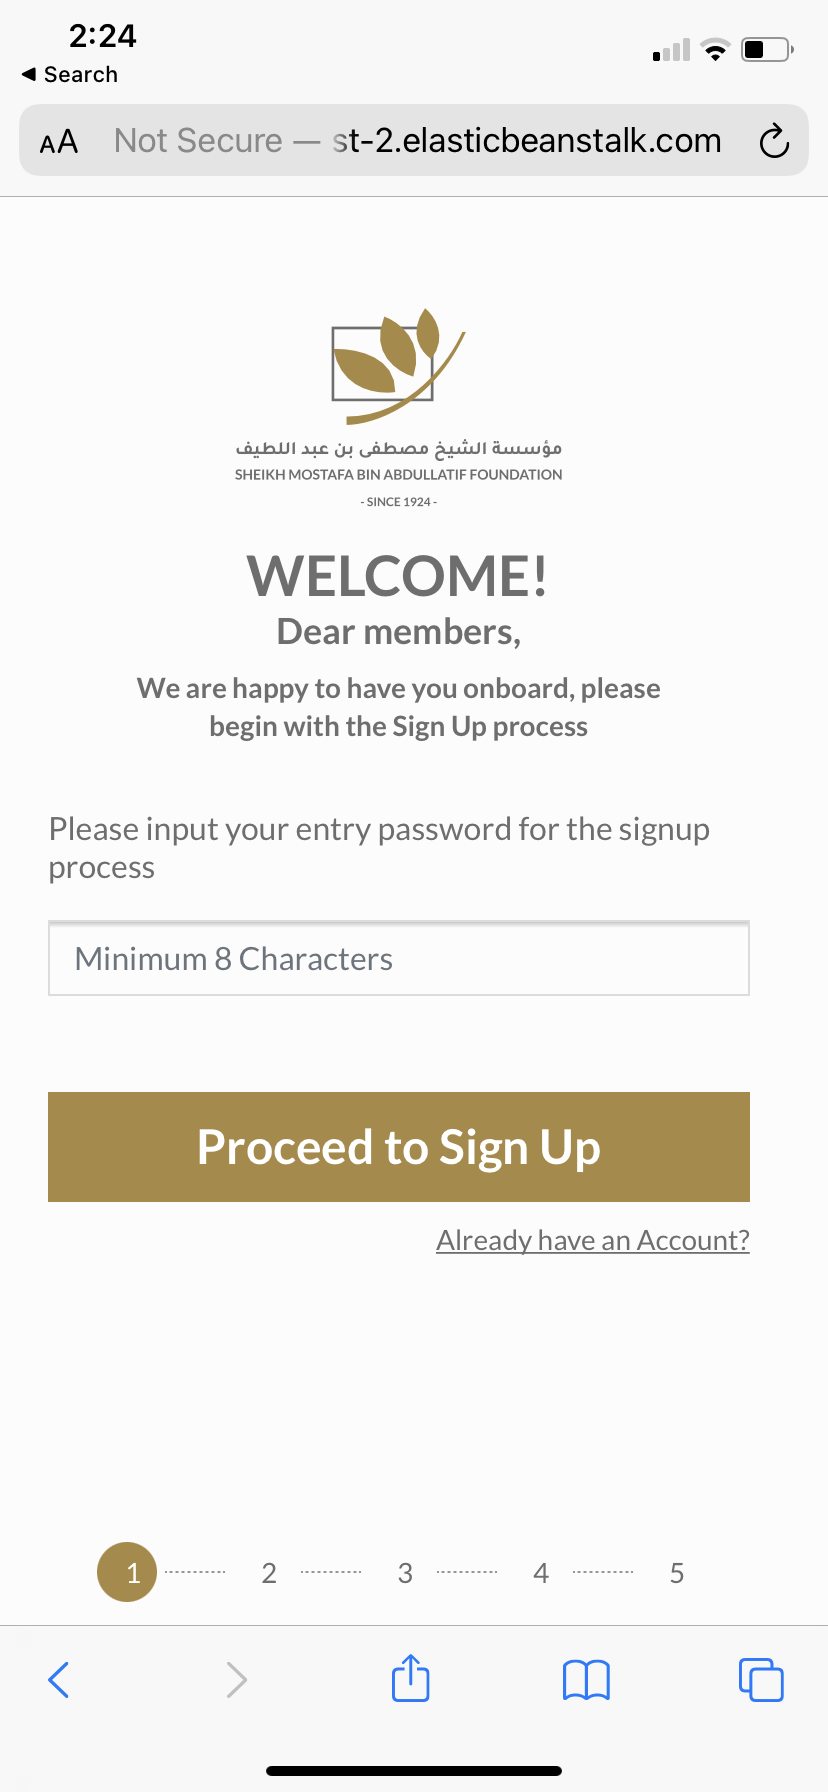 2:24
Search
AA Not Secure — st-2.elasticbeanstalk.com
مؤسسة الشيخ مصطفى بن عبد اللطيف
SHEIKH MOSTAFA BIN ABDULLATIF FOUNDATION
- SINCE 1924 -
WELCOME!
Dear members,
We are happy to have you onboard, please
begin with the Sign Up process
Please input your entry password for the signup
process
Minimum 8 Characters
Proceed to Sign Up
Already have an Account?
1 2 3 4 5